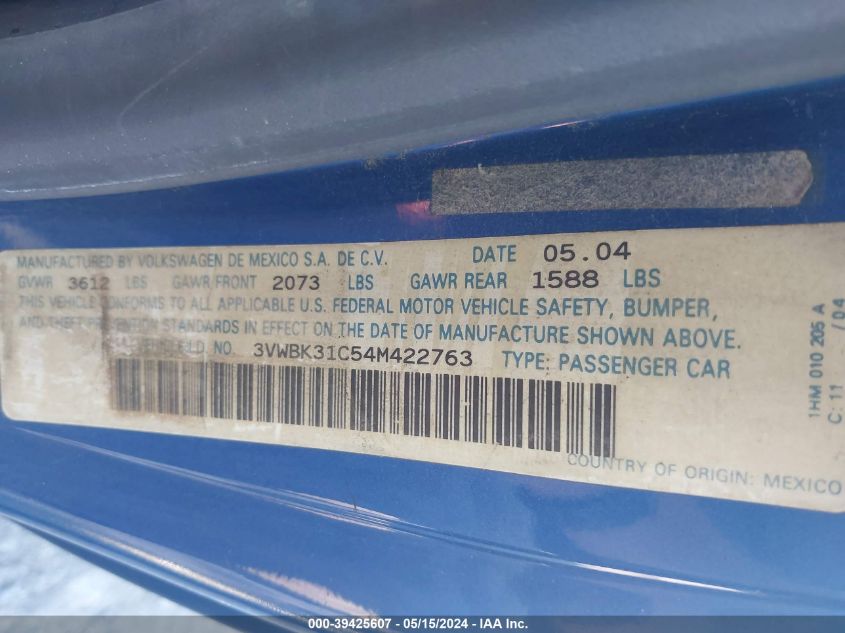 MANUFACTURED BY VOLKSWAGEN DE MEXICO S.A. DE C.V. DATE 05.04
GVWR 3612 LBS GAWR FRONT 2073 LBS GAWR REAR 1588 LBS
THIS VEHICLE CONFORMS TO ALL APPLICABLE U.S. FEDERAL MOTOR VEHICLE SAFETY, BUMPER,
AND THEFT PREVENTION STANDARDS IN EFFECT ON THE DATE OF MANUFACTURE SHOWN ABOVE.
NO. 3VWBK31C54M422763 TYPE: PASSENGER CAR
COUNTRY OF ORIGIN: MEXICO
1HM 010 205 A
C: 11 / 04
000-39425607 - 05/15/2024 - IAA Inc.